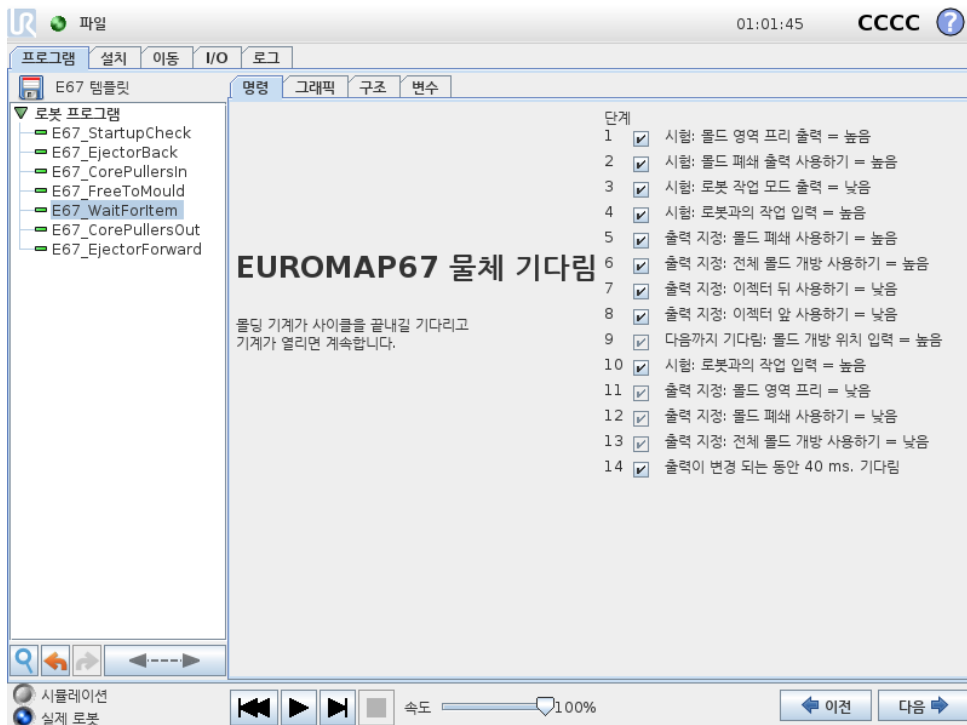 UR 파일 01:01:45 CCCC ?
프로그램 설치 이동 I/O 로그
E67 템플릿
명령 그래픽 구조 변수
로봇 프로그램
E67_StartupCheck
E67_EjectorBack
E67_CorePullersIn
E67_FreeToMould
E67_WaitForItem
E67_CorePullersOut
E67_EjectorForward
EUROMAP67 물체 기다림
몰딩 기계가 사이클을 끝내길 기다리고
기계가 열리면 계속합니다.
단계
1 시험: 몰드 영역 프리 출력 = 높음
2 시험: 몰드 폐쇄 출력 사용하기 = 높음
3 시험: 로봇 작업 모드 출력 = 낮음
4 시험: 로봇과의 작업 입력 = 높음
5 출력 지정: 몰드 폐쇄 사용하기 = 높음
6 출력 지정: 전체 몰드 개방 사용하기 = 높음
7 출력 지정: 이젝터 뒤 사용하기 = 낮음
8 출력 지정: 이젝터 앞 사용하기 = 낮음
9 다음까지 기다림: 몰드 개방 위치 입력 = 높음
10 시험: 로봇과의 작업 입력 = 높음
11 출력 지정: 몰드 영역 프리 = 낮음
12 출력 지정: 몰드 폐쇄 사용하기 = 낮음
13 출력 지정: 전체 몰드 개방 사용하기 = 낮음
14 출력이 변경 되는 동안 40 ms. 기다림
시뮬레이션
실제 로봇
속도 100%
이전 다음